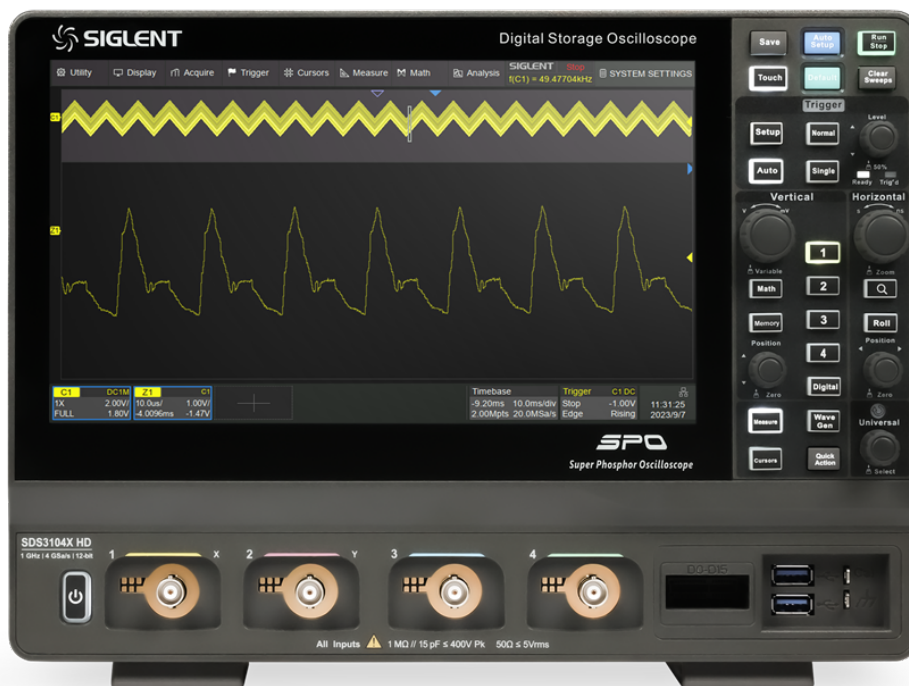 SIGLENT
Digital Storage Oscilloscope
Utility Display Acquire Trigger Cursors Measure Math Analysis
SIGLENT Stop
f(C1) = 49.47704kHz
SYSTEM SETTINGS
C1
Z1
C1 DC1M
1X 2.00V/
FULL 1.80V
Z1 C1
10.0us/ 1.00V/
-4.0096ms -1.47V
Timebase
-9.20ms 10.0ms/div
2.00Mpts 20.0MSa/s
Trigger C1 DC
Stop -1.00V
Edge Rising
11:31:25
2023/9/7
SPO
Super Phosphor Oscilloscope
Save
Auto Setup
Run Stop
Touch
Default
Clear Sweeps
Trigger
Setup
Normal
Level
50%
Auto
Single
Ready Trig'd
Vertical
Horizontal
V mV
s ns
Variable
1
Zoom
Math
2
Memory
3
Roll
Position
Position
4
Zero
Digital
Zero
Measure
Wave Gen
Universal
Cursors
Quick Action
Select
SDS3104X HD
1 GHz | 4 GSa/s | 12-bit
1 X
2 Y
3
4
D0-D15
All Inputs 1 MΩ // 15 pF ≤ 400V Pk 50Ω ≤ 5Vrms